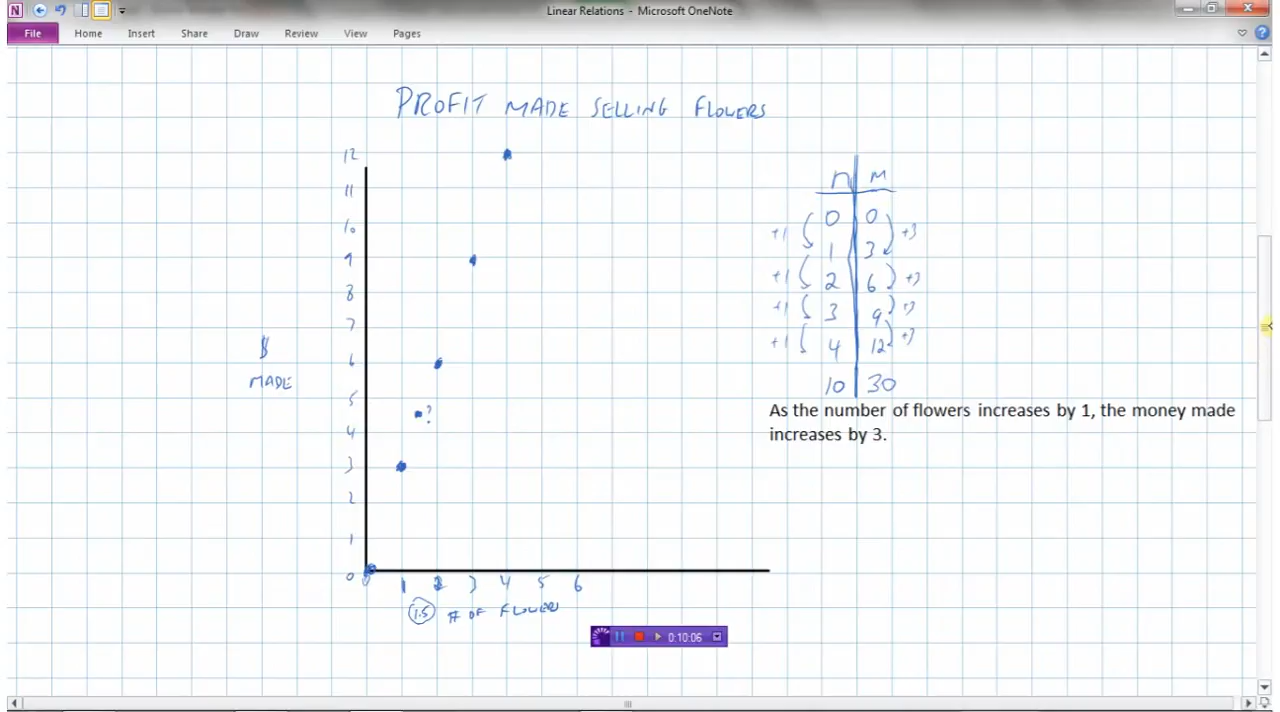 Linear Relations - Microsoft OneNote
File Home Insert Share Draw Review View Pages
PROFIT MADE SELLING FLOWERS
12
11
10
9
8
7
6
5
4
3
2
1
0
$
MADE
?
0 1 2 3 4 5 6
1.5 # OF FLOWERS
n M
0 0
+1 +3
1 3
+1 2 6 +3
+1 3 9 +3
+1 4 12 +3
10 30
As the number of flowers increases by 1, the money made
increases by 3.
0:10:06